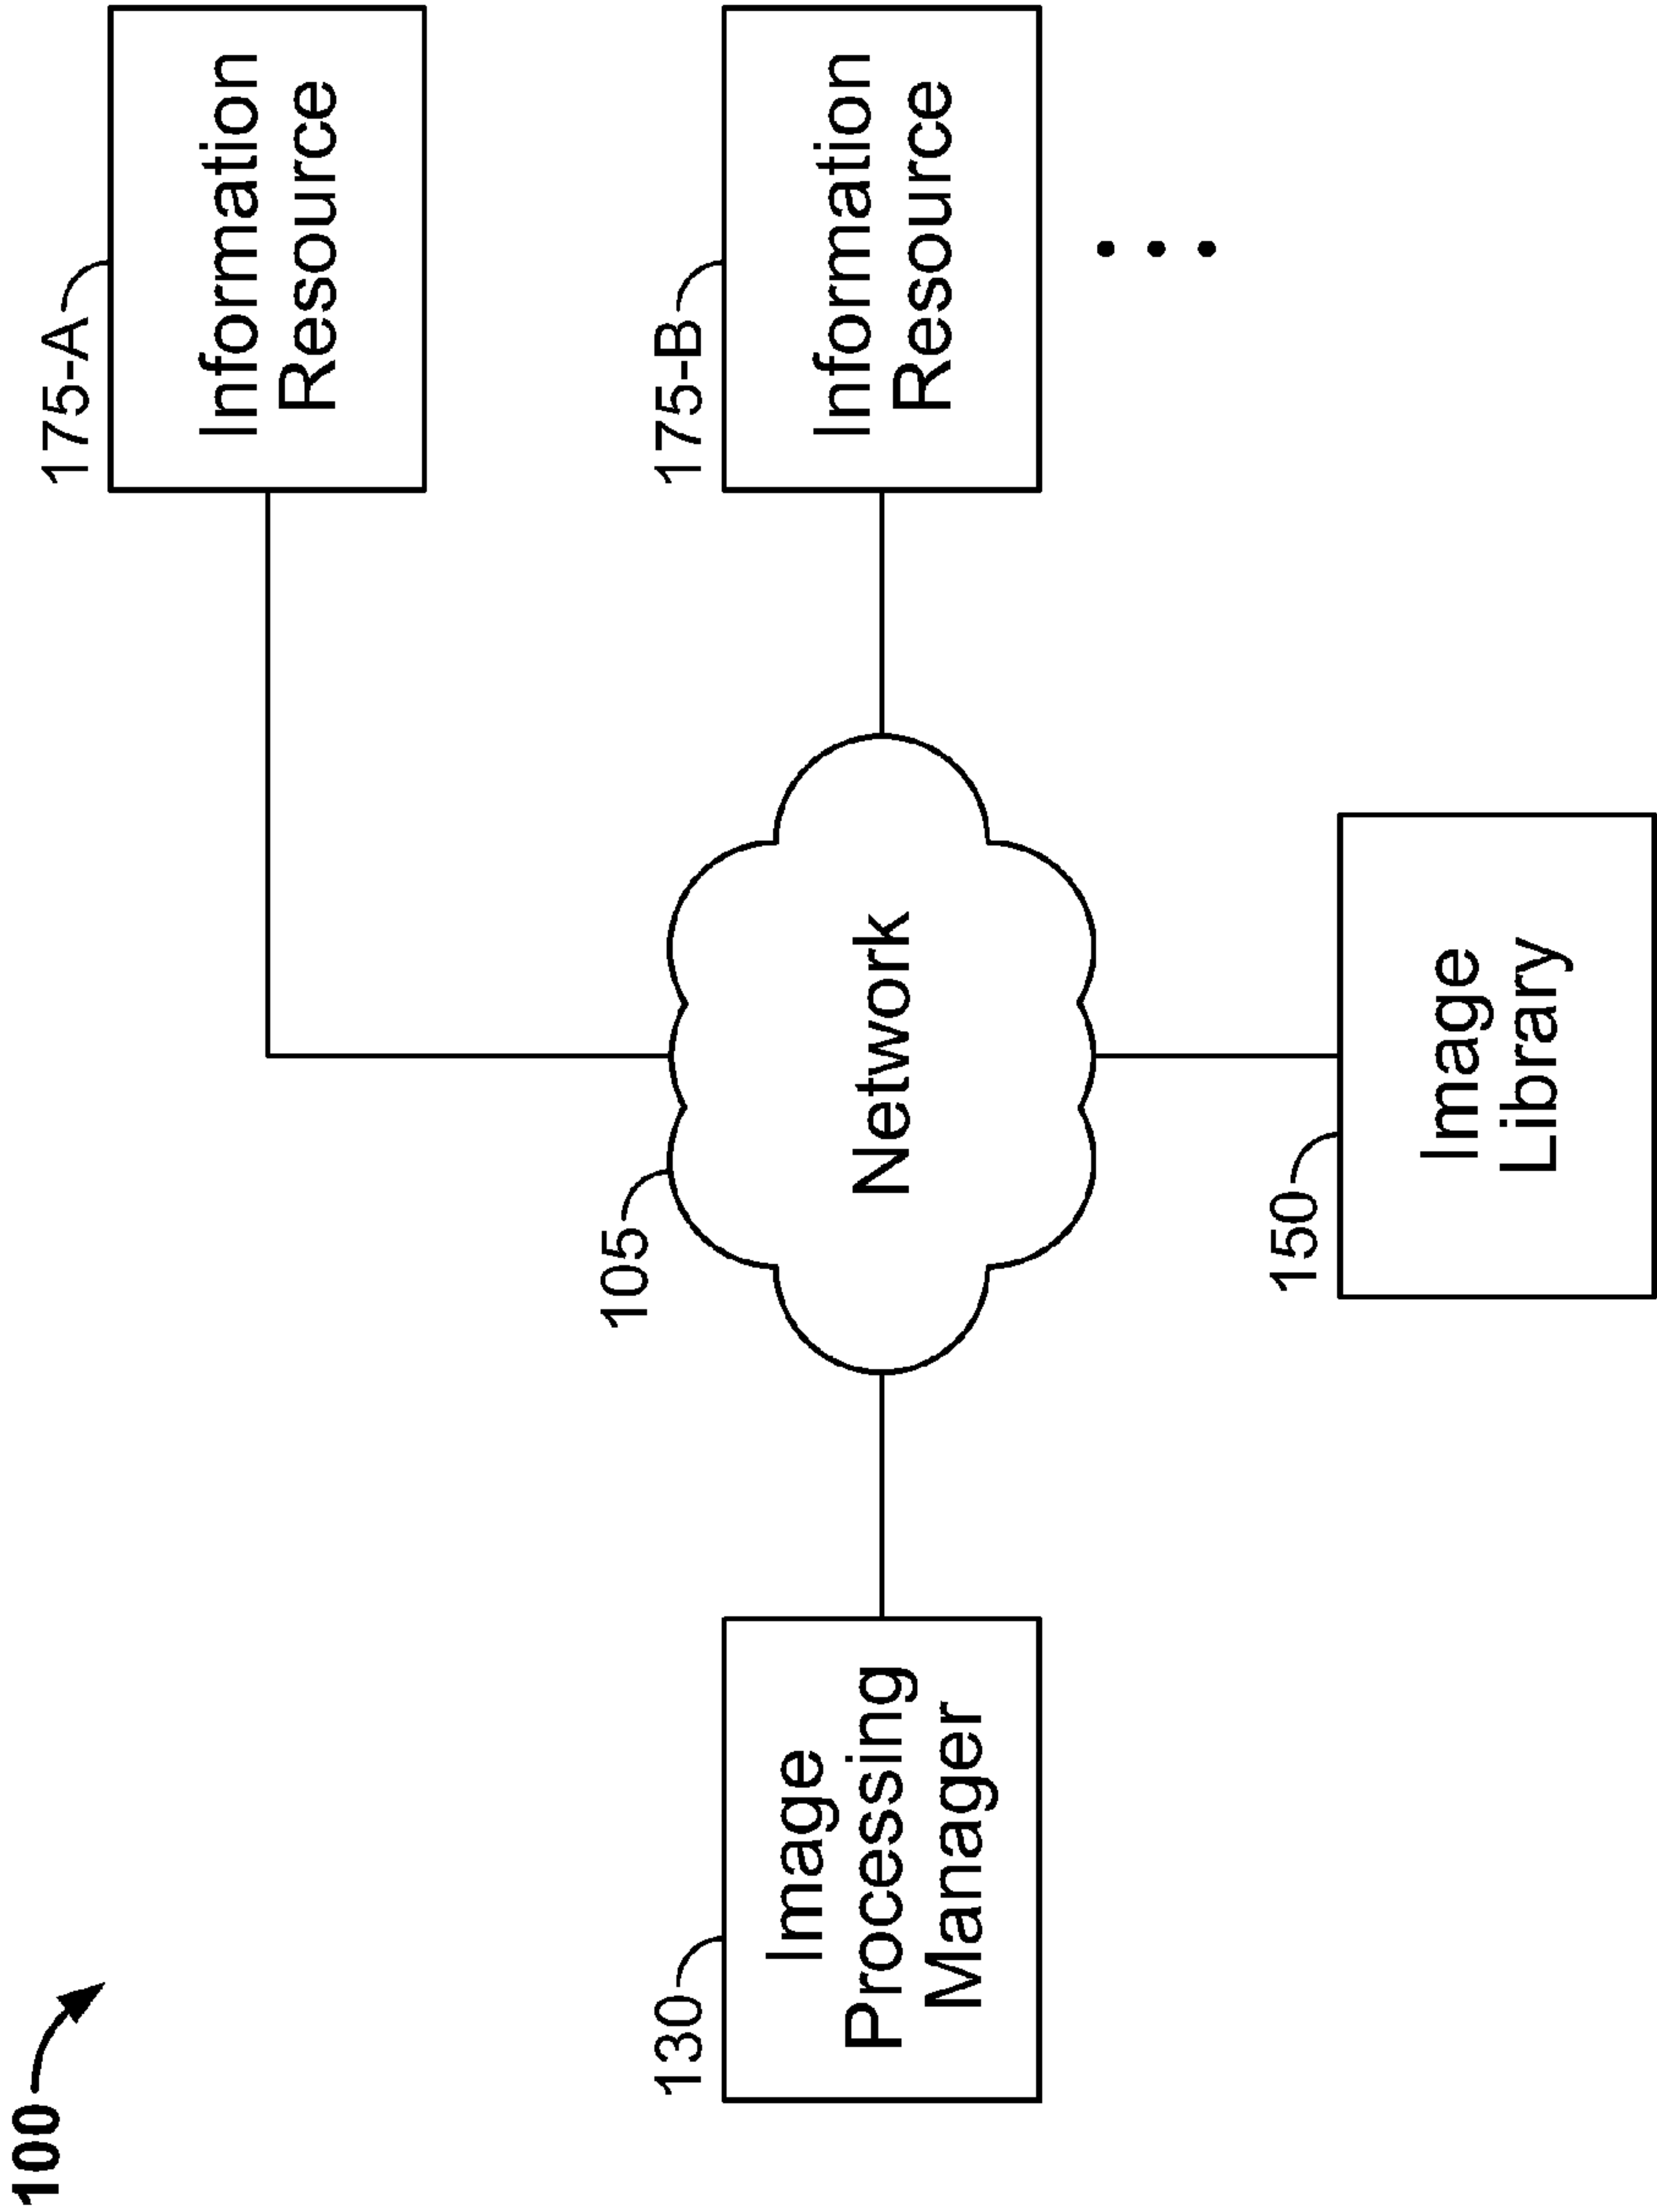 100
175-A
Information
Resource
105
Network
130
Image
Processing
Manager
175-B
Information
Resource
150
Image
Library